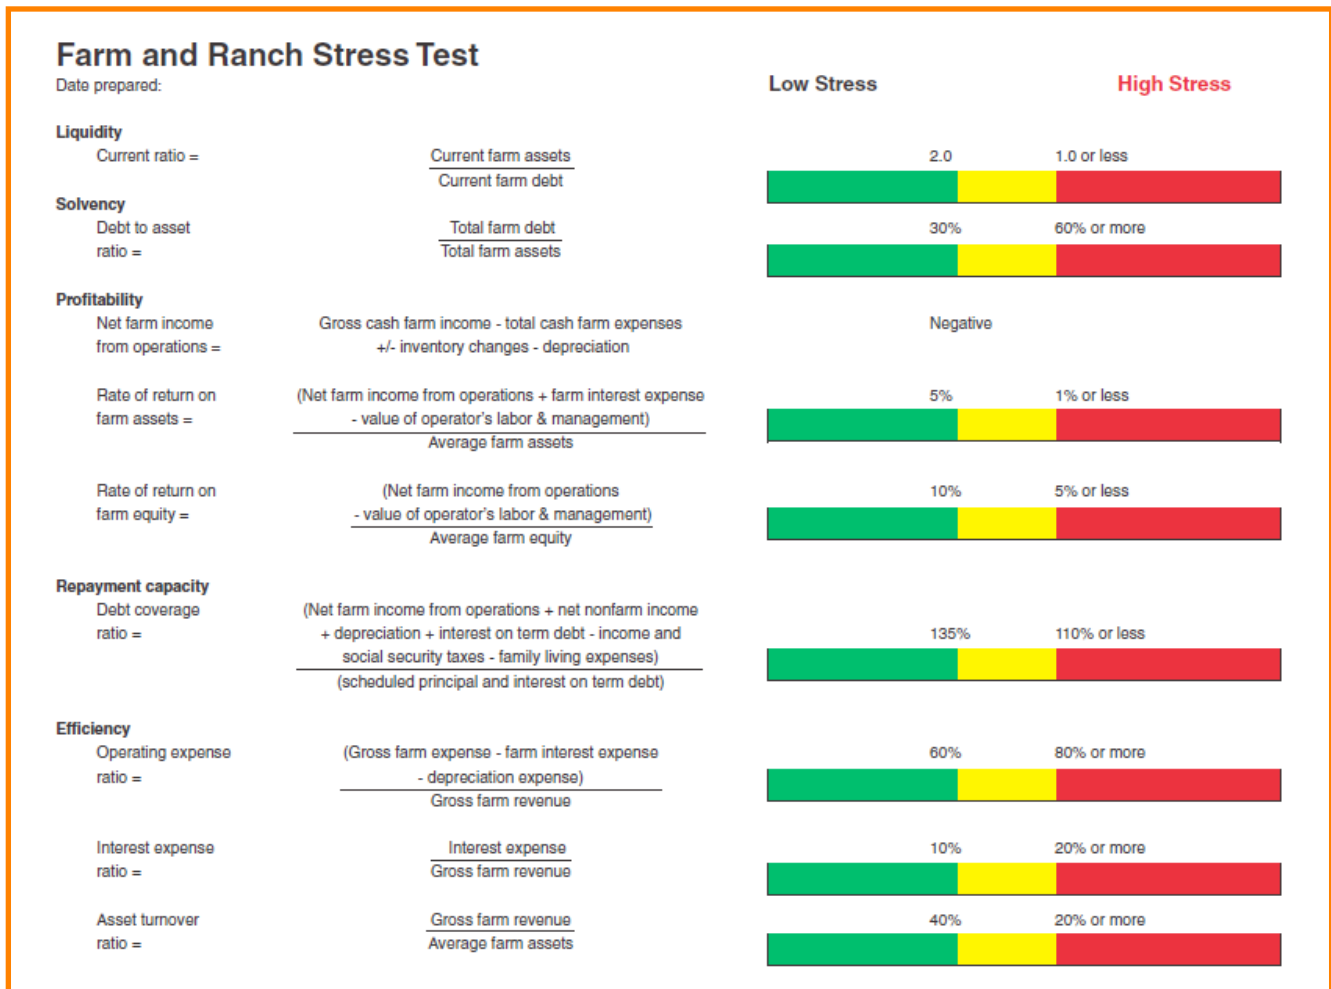 Farm and Ranch Stress Test
Date prepared:
Low Stress
High Stress
Liquidity
Current ratio =
Current farm assets
Current farm debt
2.0
1.0 or less
Solvency
Debt to asset
ratio =
Total farm debt
Total farm assets
30%
60% or more
Profitability
Net farm income
from operations =
Gross cash farm income - total cash farm expenses
+/- inventory changes - depreciation
Negative
Rate of return on
farm assets =
(Net farm income from operations + farm interest expense
- value of operator's labor & management)
Average farm assets
5%
1% or less
Rate of return on
farm equity =
(Net farm income from operations
- value of operator's labor & management)
Average farm equity
10%
5% or less
Repayment capacity
Debt coverage
ratio =
(Net farm income from operations + net nonfarm income
+ depreciation + interest on term debt - income and
social security taxes - family living expenses)
(scheduled principal and interest on term debt)
135%
110% or less
Efficiency
Operating expense
ratio =
(Gross farm expense - farm interest expense
- depreciation expense)
Gross farm revenue
60%
80% or more
Interest expense
ratio =
Interest expense
Gross farm revenue
10%
20% or more
Asset turnover
ratio =
Gross farm revenue
Average farm assets
40%
20% or more